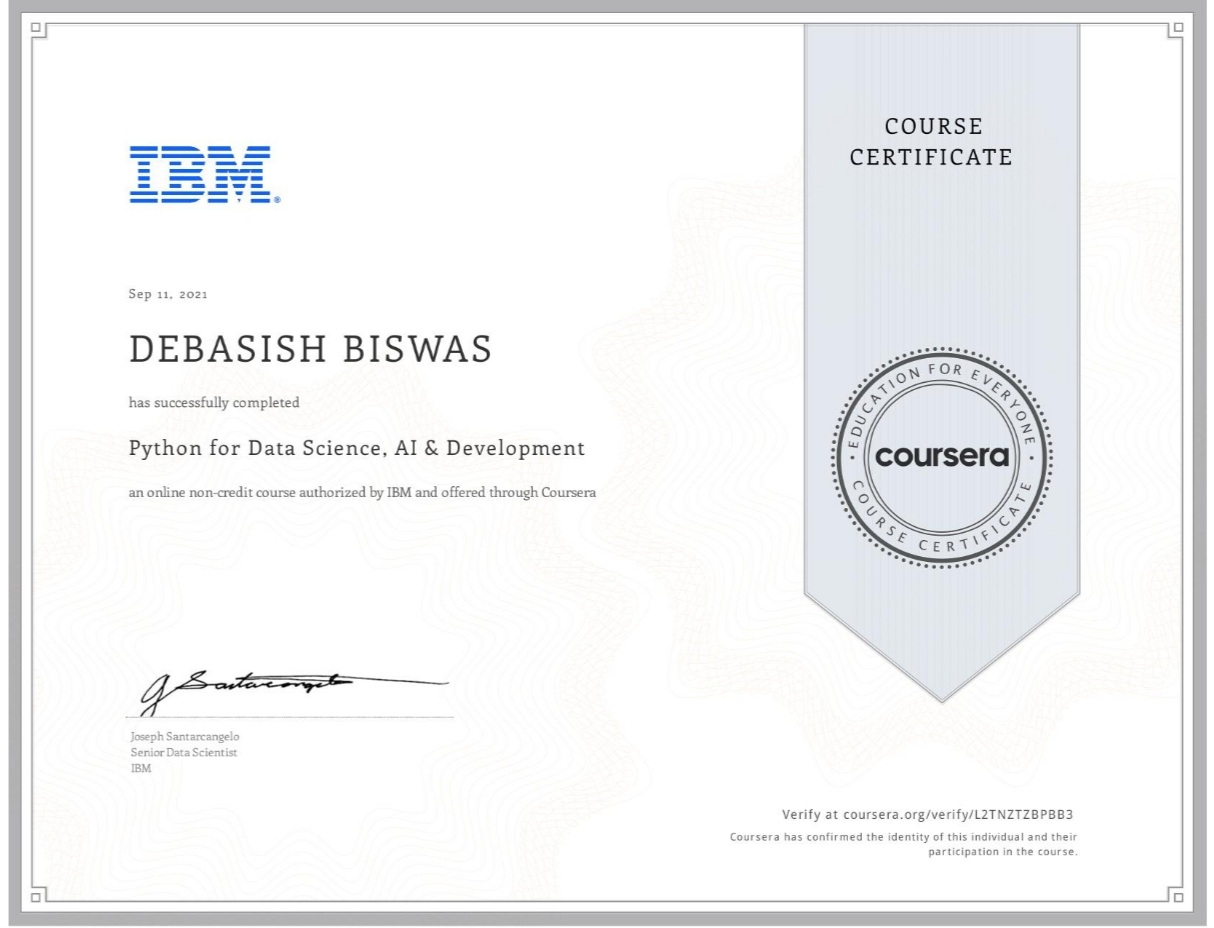 COURSE
CERTIFICATE
IBM®
Sep 11, 2021
DEBASISH BISWAS
has successfully completed
Python for Data Science, AI & Development
an online non-credit course authorized by IBM and offered through Coursera
EDUCATION FOR EVERYONE
coursera
COURSE CERTIFICATE
G Santarcangelo
Joseph Santarcangelo
Senior Data Scientist
IBM
Verify at coursera.org/verify/L2TNZTZBPBB3
Coursera has confirmed the identity of this individual and their
participation in the course.